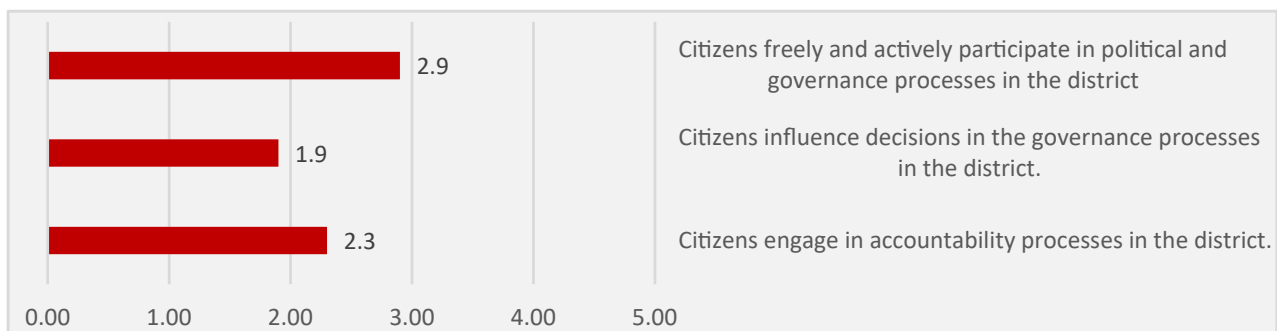 2.9
Citizens freely and actively participate in political and
governance processes in the district
1.9
Citizens influence decisions in the governance processes
in the district.
2.3
Citizens engage in accountability processes in the district.
0.00 1.00 2.00 3.00 4.00 5.00